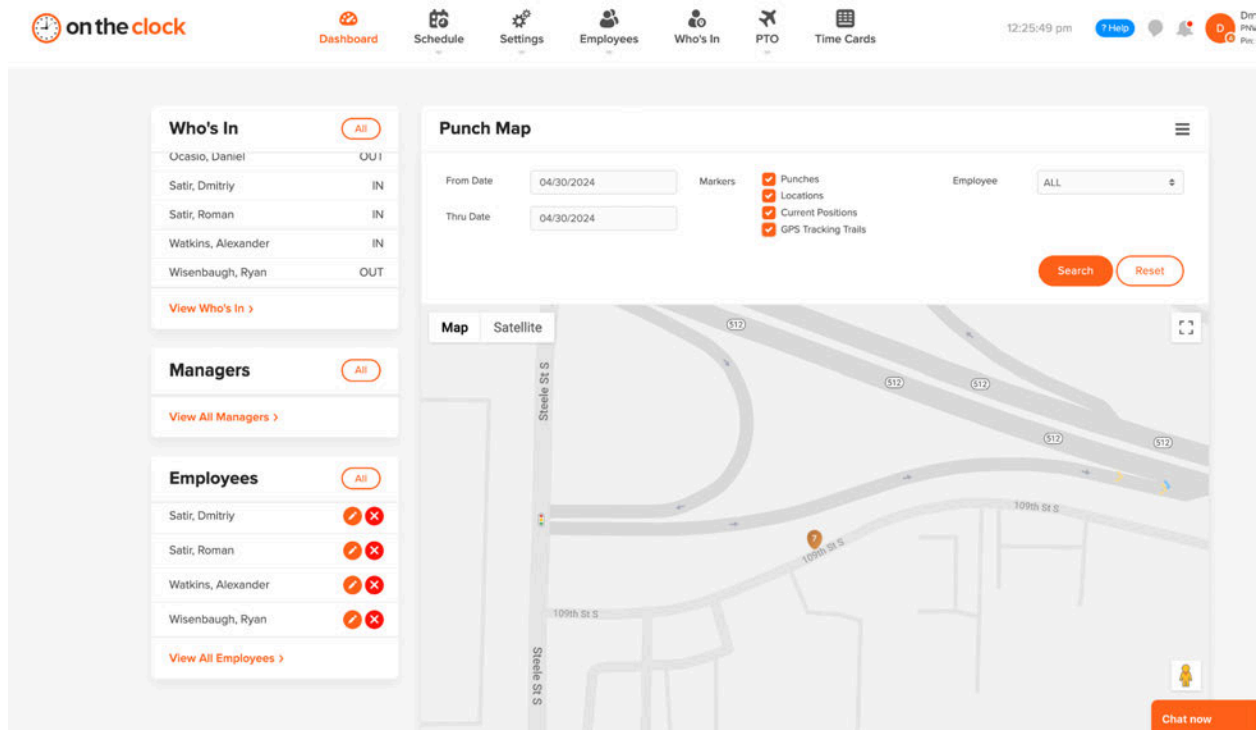 on the clock
Dashboard
Schedule
Settings
Employees
Who's In
PTO
Time Cards
12:25:49 pm
? Help
D
Pin:
Who's In
All
Ocasio, Daniel OUT
Satir, Dmitriy IN
Satir, Roman IN
Watkins, Alexander IN
Wisenbaugh, Ryan OUT
View Who's In >
Managers
All
View All Managers >
Employees
All
Satir, Dmitriy
Satir, Roman
Watkins, Alexander
Wisenbaugh, Ryan
View All Employees >
Punch Map
From Date 04/30/2024
Thru Date 04/30/2024
Markers
Punches
Locations
Current Positions
GPS Tracking Trails
Employee ALL
Search
Reset
Map
Satellite
512
Steele St S
512
512
512
512
109th St S
7
109th St S
109th St S
Steele St S
Chat now